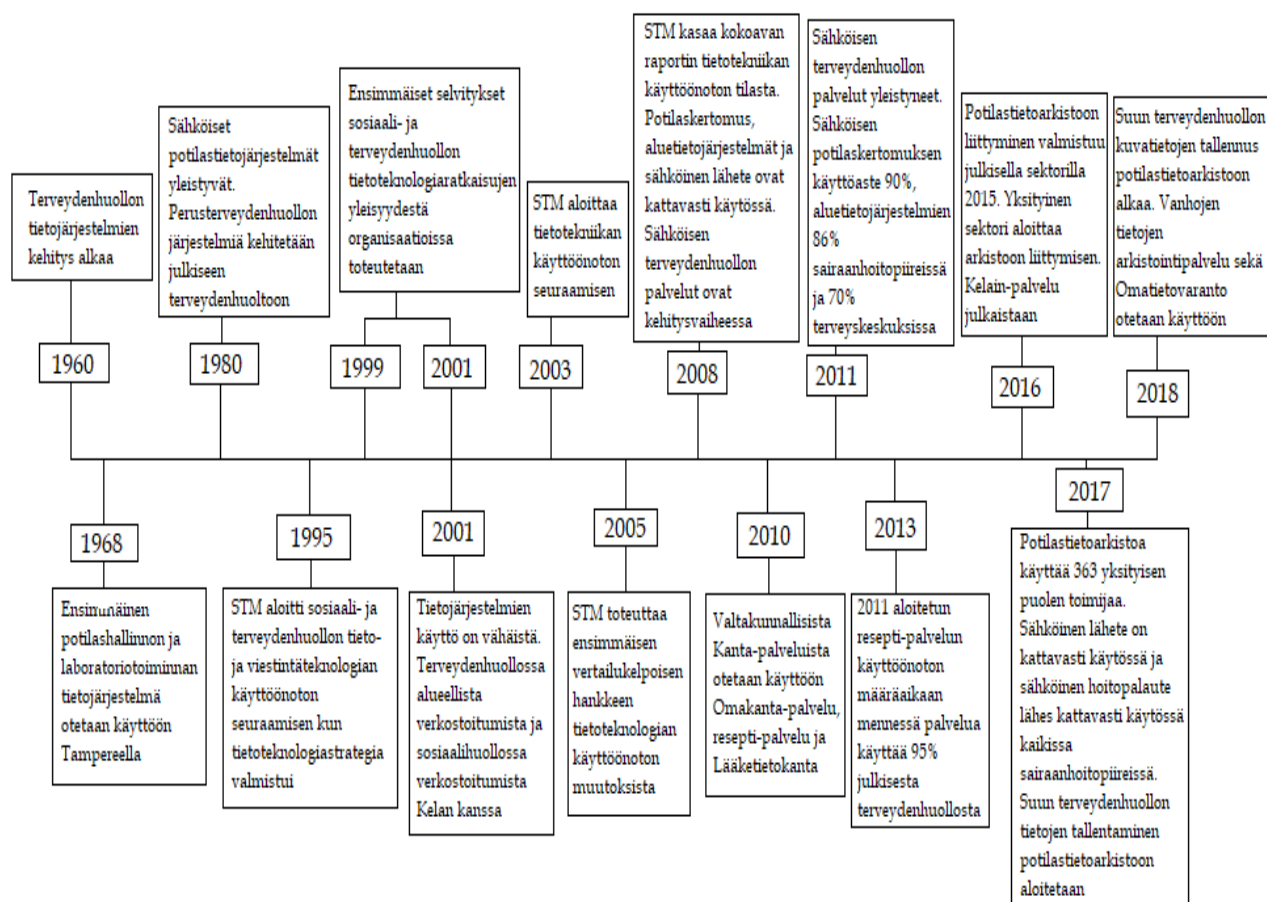 Terveydenhuollon
tietojärjestelmien
kehitys alkaa
1960
Sähköiset
potilastietojärjestelmät
yleistyvät.
Perusterveydenhuollon
järjestelmiä kehitetään
julkiseen
terveydenhuoltoon
1980
Ensimmäiset selvitykset
sosiaali- ja
terveydenhuollon
tietoteknologiaratkaisujen
yleisyydestä
organisaatioissa
toteutetaan
1999
2001
STM aloittaa
tietotekniikan
käyttöönoton
seuraamisen
2003
STM kasaa kokoavan
raportin tietotekniikan
käyttöönoton tilasta.
Potilaskertomus,
aluetietojärjestelmät ja
sähköinen lähete ovat
kattavasti käytössä.
Sähköisen
terveydenhuollon
palvelut ovat
kehitysvaiheessa
2008
Sähköisen
terveydenhuollon
palvelut yleistyneet.
Sähköisen
potilaskertomuksen
käyttöaste 90%,
aluetietojärjestelmien
86%
sairaanhoitopiireissä
ja 70%
terveyskeskuksissa
2011
Potilastietoarkistoon
liittyminen valmistuu
julkisella sektorilla
2015. Yksityinen
sektori aloittaa
arkistoon liittymisen.
Kelain-palvelu
julkaistaan
2016
Suun terveydenhuollon
kuvatietojen tallennus
potilastietoarkistoon
alkaa. Vanhojen
tietojen
arkistointipalvelu sekä
Omatietovaranto
otetaan käyttöön
2018
1968
Ensimmäinen
potilashallinnon ja
laboratoriotoiminnan
tietojärjestelmä
otetaan käyttöön
Tampereella
1995
STM aloitti sosiaali- ja
terveydenhuollon tieto-
ja viestintäteknologian
käyttöönoton
seuraamisen kun
tietoteknologiastrategia
valmistui
2001
Tietojärjestelmien
käyttö on vähäistä.
Terveydenhuollossa
alueellista
verkostoitumista ja
sosiaalihuollossa
verkostoitumista
Kelan kanssa
2005
STM toteuttaa
ensimmäisen
vertailukelpoisen
hankkeen
tietoteknologian
käyttöönoton
muutoksista
2010
Valtakunnallisista
Kanta-palveluista
otetaan käyttöön
Omakanta-palvelu,
resepti-palvelu ja
Lääketietokanta
2013
2011 aloitetun
resepti-palvelun
käyttöönoton
määräaikaan
mennessä palvelua
käyttää 95%
julkisesta
terveydenhuollosta
2017
Potilastietoarkistoa
käyttää 363 yksityisen
puolen toimijaa.
Sähköinen lähete on
kattavasti käytössä ja
sähköinen hoitopalaute
lähes kattavasti käytössä
kaikissa
sairaanhoitopiireissä.
Suun terveydenhuollon
tietojen tallentaminen
potilastietoarkistoon
aloitetaan